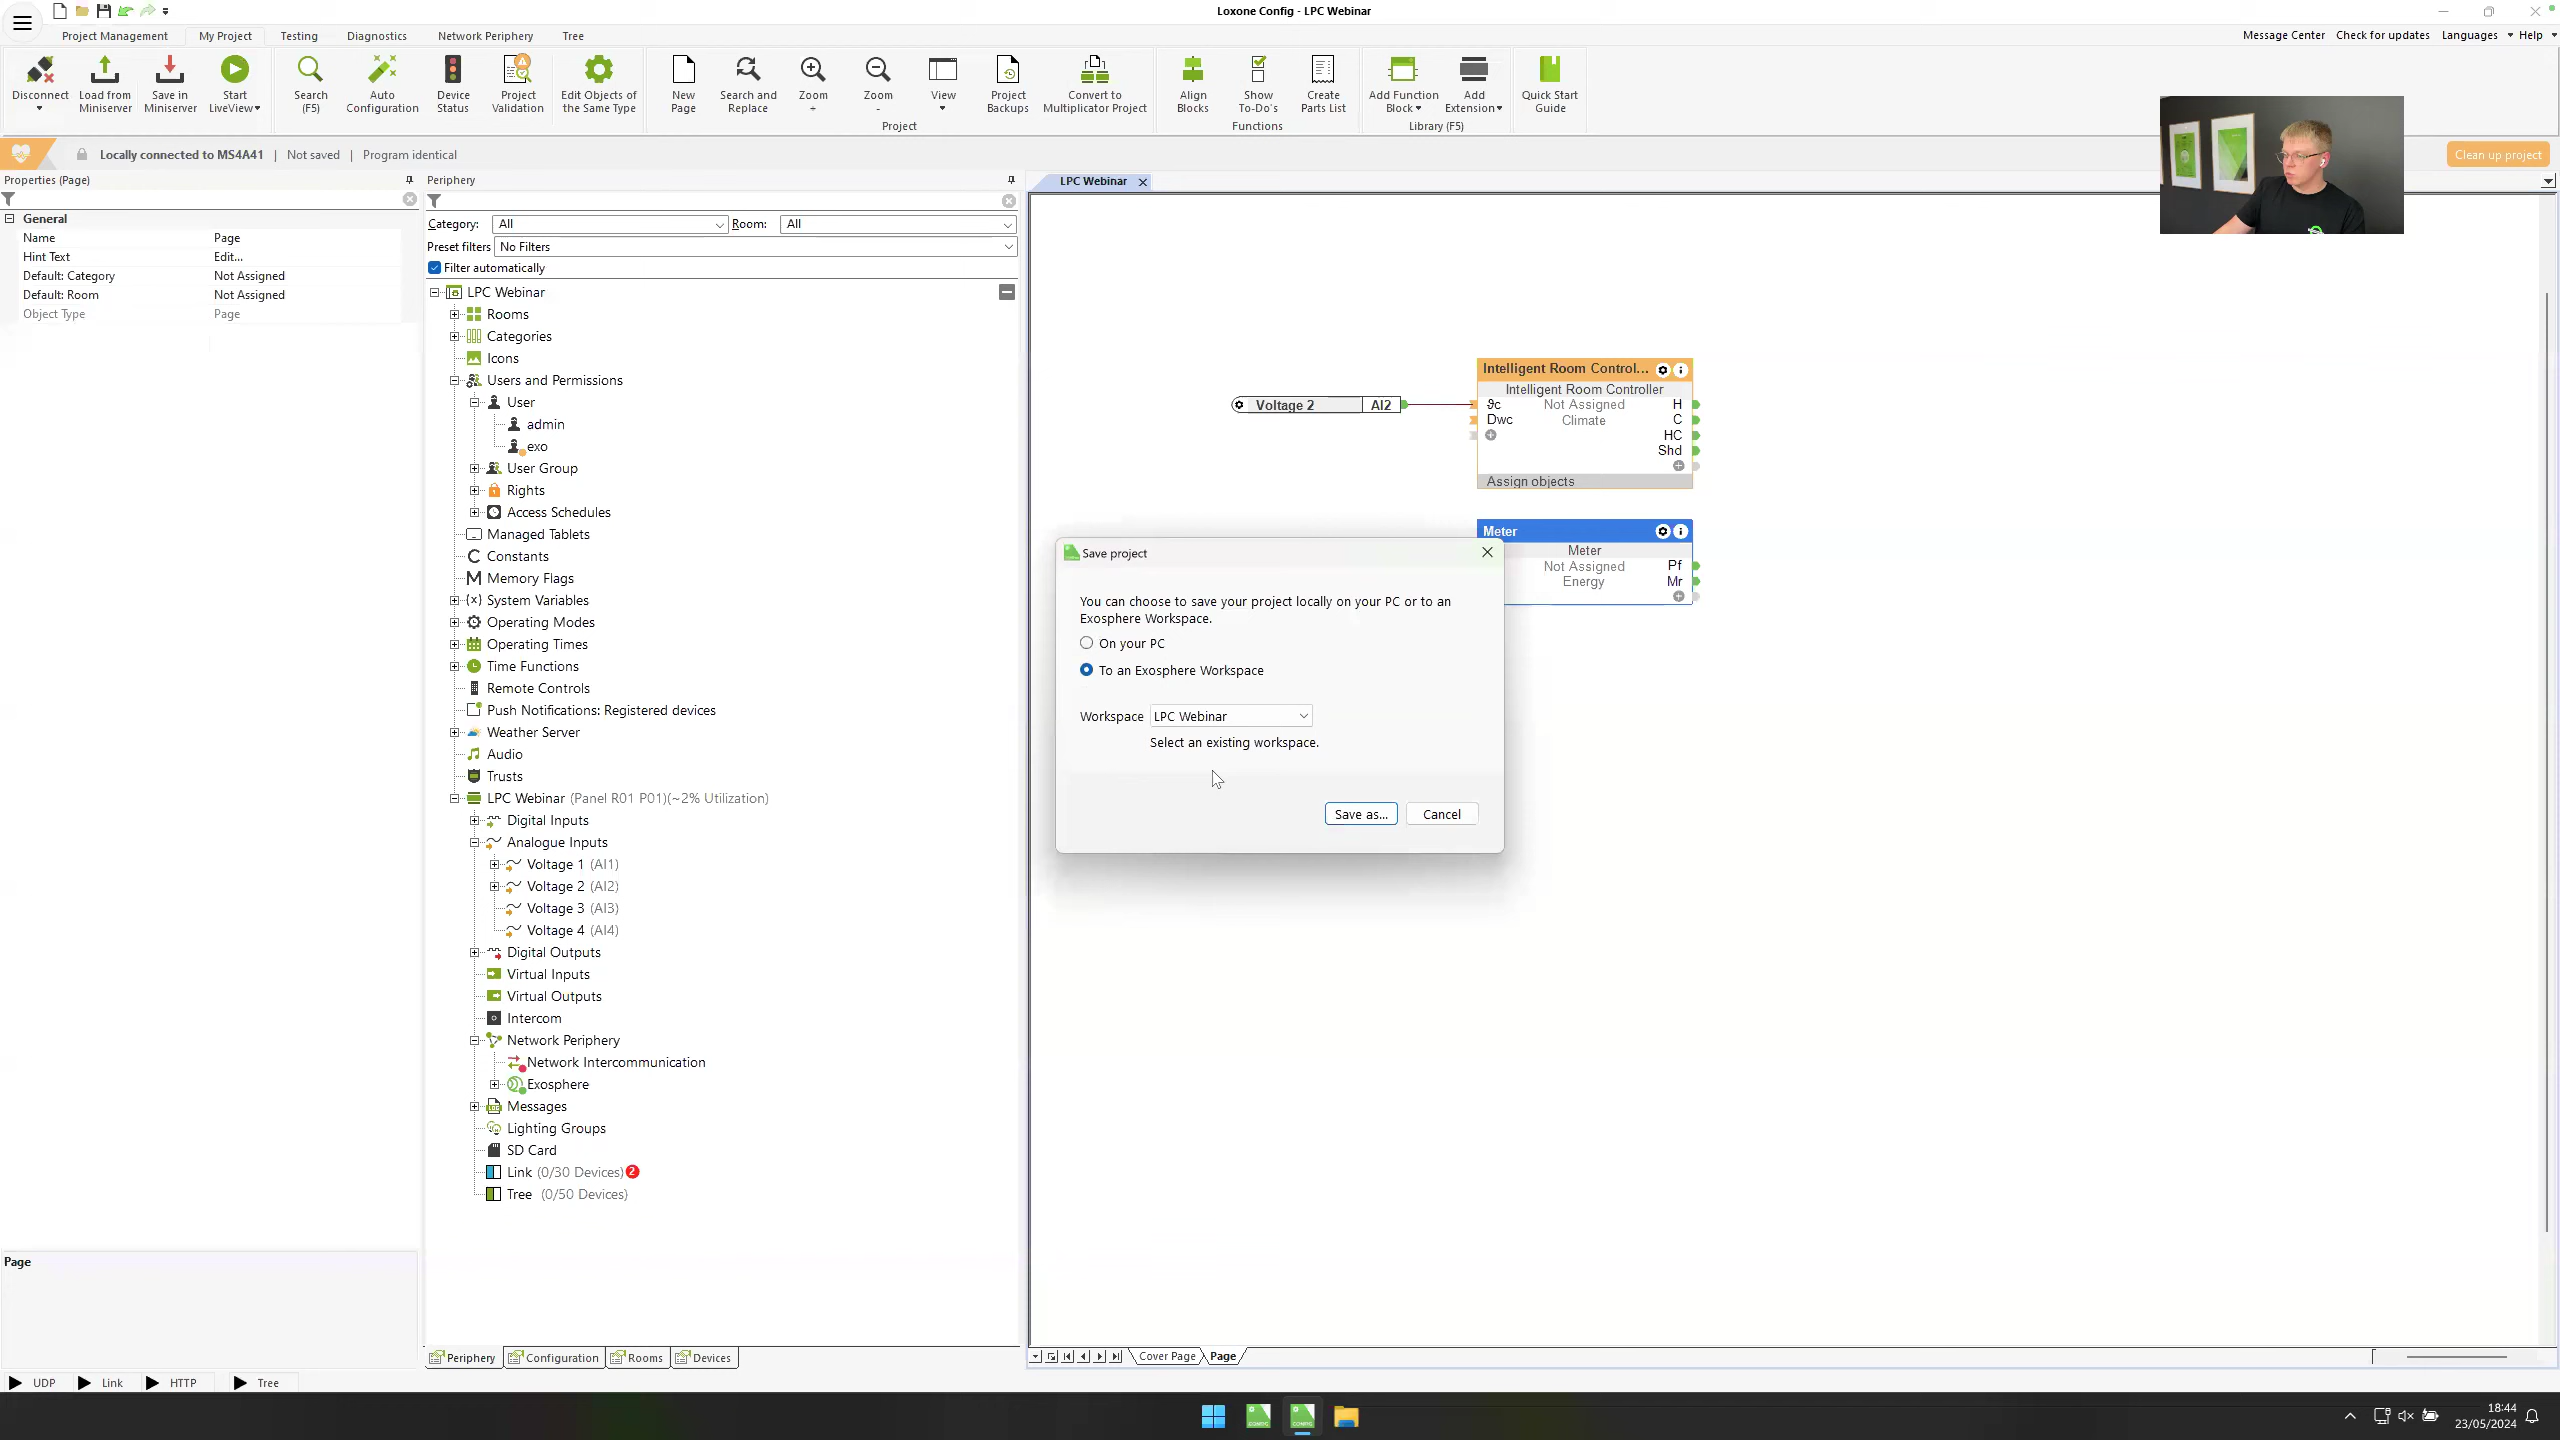 Loxone Config - LPC Webinar
Project Management My Project Testing Diagnostics Network Periphery Tree
Message Center Check for updates Languages Help
Disconnect
Load from Miniserver
Save in Miniserver
Start LiveView
Search (F5)
Auto Configuration
Device Status
Project Validation
Edit Objects of the Same Type
New Page
Search and Replace
Zoom +
Zoom -
View
Project Backups
Convert to Multiplicator Project
Align Blocks
Show To-Do's
Create Parts List
Add Function Block
Add Extension
Quick Start Guide
Project
Functions
Library (F5)
Locally connected to MS4A41 | Not saved | Program identical
Clean up project
Properties (Page)
General
Name Page
Hint Text Edit...
Default: Category Not Assigned
Default: Room Not Assigned
Object Type Page
Page
Periphery
Category: All Room: All
Preset filters No Filters
Filter automatically
LPC Webinar
Rooms
Categories
Icons
Users and Permissions
User
admin
exo
User Group
Rights
Access Schedules
Managed Tablets
Constants
Memory Flags
System Variables
Operating Modes
Operating Times
Time Functions
Remote Controls
Push Notifications: Registered devices
Weather Server
Audio
Trusts
LPC Webinar (Panel R01 P01)(~2% Utilization)
Digital Inputs
Analogue Inputs
Voltage 1 (AI1)
Voltage 2 (AI2)
Voltage 3 (AI3)
Voltage 4 (AI4)
Digital Outputs
Virtual Inputs
Virtual Outputs
Intercom
Network Periphery
Network Intercommunication
Exosphere
Messages
Lighting Groups
SD Card
Link (0/30 Devices) 2
Tree (0/50 Devices)
Periphery Configuration Rooms Devices
LPC Webinar
Voltage 2 AI2
Intelligent Room Control...
Intelligent Room Controller
ϑc Not Assigned H
Dwc Climate C
HC
Shd
Assign objects
Meter
Meter
Not Assigned Pf
Energy Mr
Save project
You can choose to save your project locally on your PC or to an
Exosphere Workspace.
On your PC
To an Exosphere Workspace
Workspace LPC Webinar
Select an existing workspace.
Save as... Cancel
Cover Page Page
UDP Link HTTP Tree
CONFIG CONFIG
18:44
23/05/2024